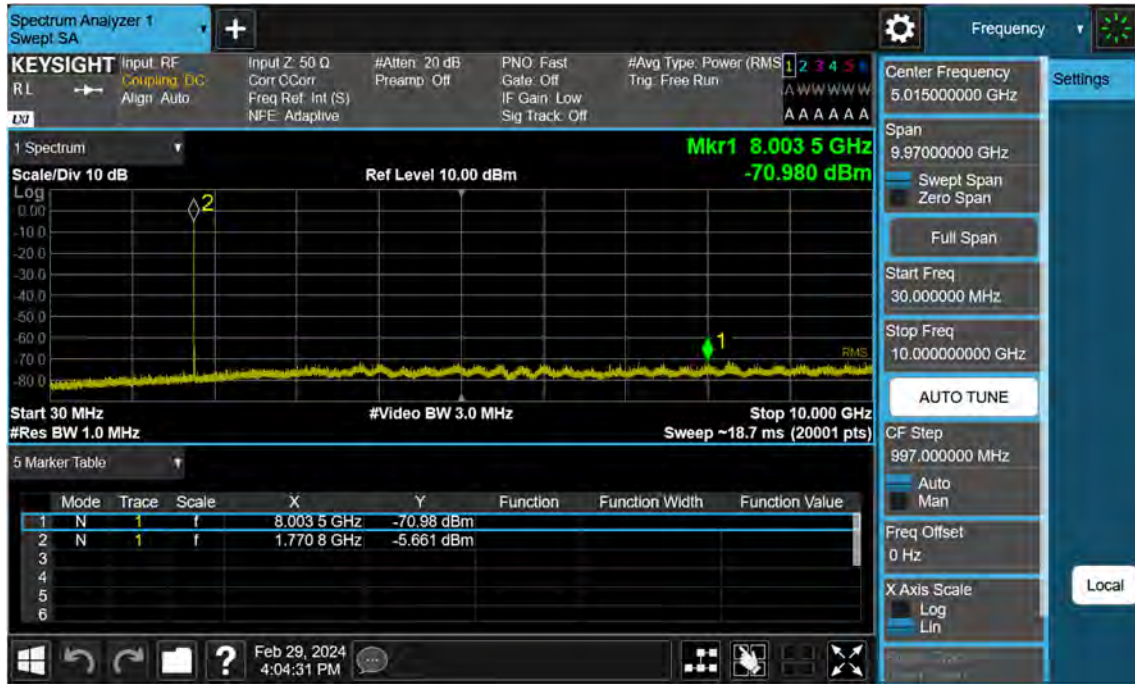 Spectrum Analyzer 1
Swept SA
+
Frequency
KEYSIGHT
RL
LXI
Input: RF
Coupling: DC
Align: Auto
Input Z: 50 Ω
Corr CCorr
Freq Ref: Int (S)
NFE: Adaptive
#Atten: 20 dB
Preamp: Off
PNO: Fast
Gate: Off
IF Gain: Low
Sig Track: Off
#Avg Type: Power (RMS
Trig: Free Run
1 2 3 4 5 6
A W W W W W
A A A A A A
Center Frequency
5.015000000 GHz
Settings
1 Spectrum
Scale/Div 10 dB
Ref Level 10.00 dBm
Mkr1 8.003 5 GHz
-70.980 dBm
Log
0.00
-10.0
-20.0
-30.0
-40.0
-50.0
-60.0
-70.0
-80.0
2
1
RMS
Start 30 MHz
#Res BW 1.0 MHz
#Video BW 3.0 MHz
Stop 10.000 GHz
Sweep ~18.7 ms (20001 pts)
Span
9.97000000 GHz
Swept Span
Zero Span
Full Span
Start Freq
30.000000 MHz
Stop Freq
10.000000000 GHz
AUTO TUNE
CF Step
997.000000 MHz
Auto
Man
Freq Offset
0 Hz
X Axis Scale
Log
Lin
Local
5 Marker Table
Mode Trace Scale X Y Function Function Width Function Value
1 N 1 f 8.003 5 GHz -70.98 dBm
2 N 1 f 1.770 8 GHz -5.661 dBm
3
4
5
6
?
Feb 29, 2024
4:04:31 PM